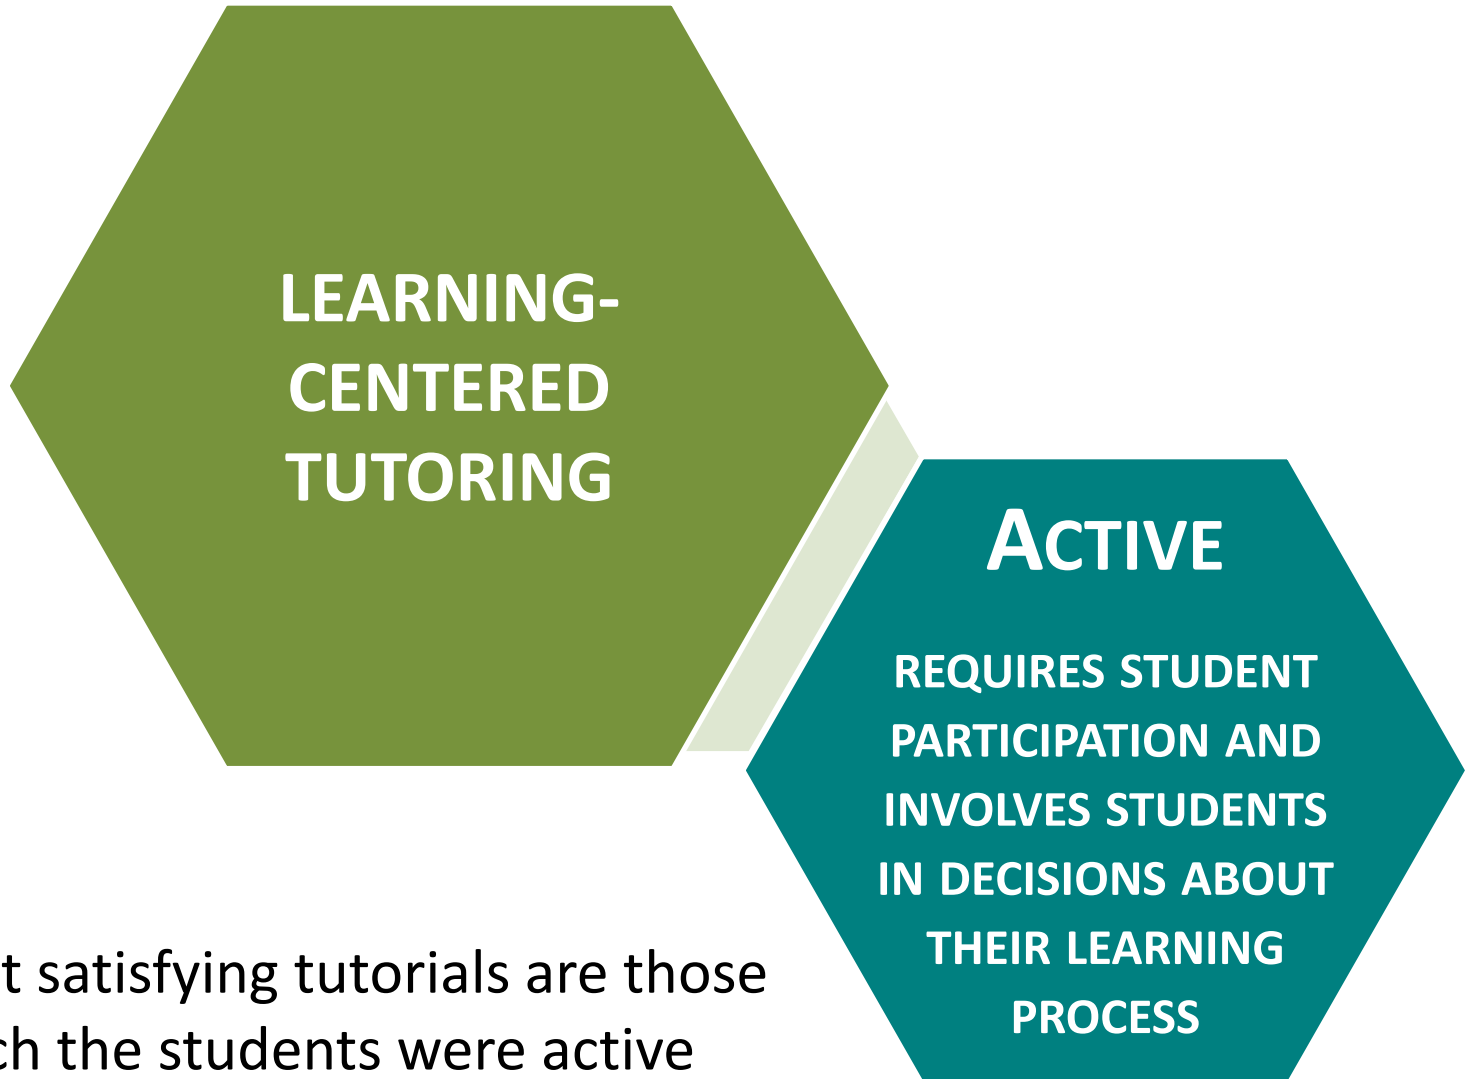 LEARNING-
CENTERED
TUTORING
ACTIVE
REQUIRES STUDENT
PARTICIPATION AND
INVOLVES STUDENTS
IN DECISIONS ABOUT
THEIR LEARNING
PROCESS
t satisfying tutorials are those
ch the students were active